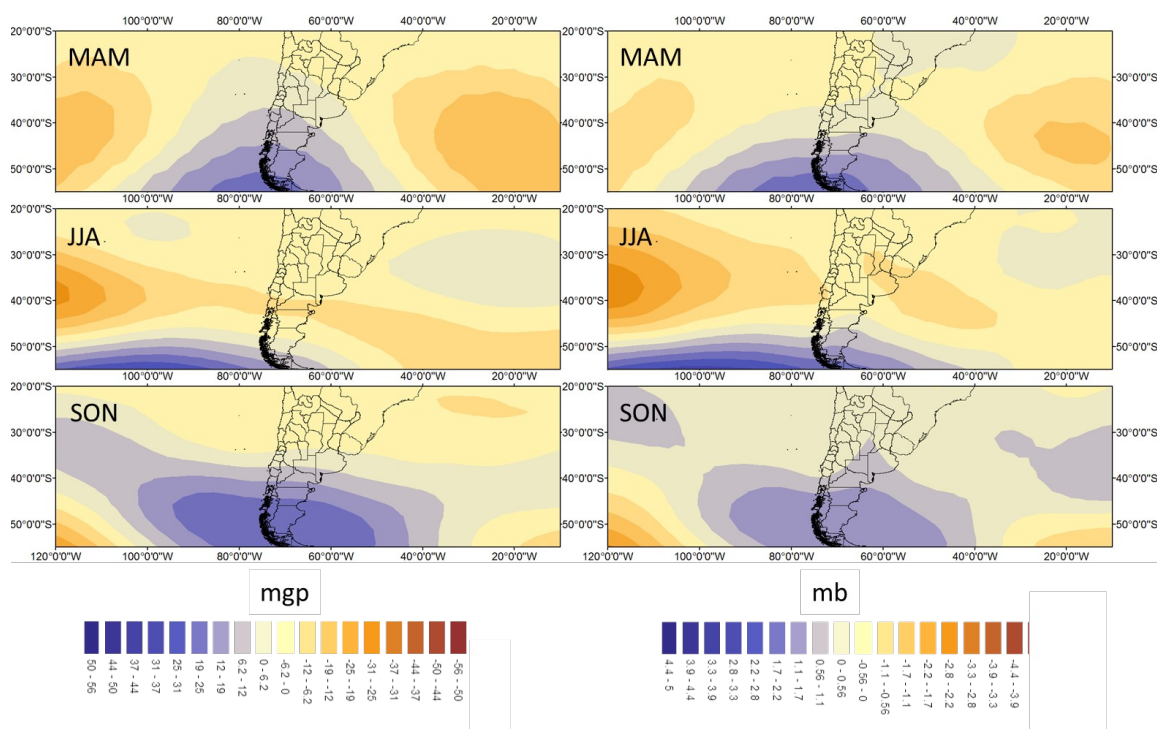 100°0'0"W 80°0'0"W 60°0'0"W 40°0'0"W 20°0'0"W 100°0'0"W 80°0'0"W 60°0'0"W 40°0'0"W 20°0'0"W
20°0'0"S 20°0'0"S
MAM MAM
30°0'0"S 30°0'0"S
40°0'0"S 40°0'0"S
50°0'0"S 50°0'0"S
100°0'0"W 80°0'0"W 60°0'0"W 40°0'0"W 20°0'0"W 100°0'0"W 80°0'0"W 60°0'0"W 40°0'0"W 20°0'0"W
20°0'0"S 20°0'0"S
JJA JJA
30°0'0"S 30°0'0"S
40°0'0"S 40°0'0"S
50°0'0"S 50°0'0"S
100°0'0"W 80°0'0"W 60°0'0"W 40°0'0"W 20°0'0"W 100°0'0"W 80°0'0"W 60°0'0"W 40°0'0"W 20°0'0"W
20°0'0"S 20°0'0"S
SON SON
30°0'0"S 30°0'0"S
40°0'0"S 40°0'0"S
50°0'0"S 50°0'0"S
120°0'0"W 100°0'0"W 80°0'0"W 60°0'0"W 40°0'0"W 20°0'0"W 120°0'0"W 100°0'0"W 80°0'0"W 60°0'0"W 40°0'0"W 20°0'0"W
mgp
50 - 56
44 - 50
37 - 44
31 - 37
25 - 31
19 - 25
12 - 19
6.2 - 12
0 - 6.2
-6.2 - 0
-12 - -6.2
-19 - -12
-25 - -19
-31 - -25
-37 - -31
-44 - -37
-50 - -44
-56 - -50
mb
4.4 - 5
3.9 - 4.4
3.3 - 3.9
2.8 - 3.3
2.2 - 2.8
1.7 - 2.2
1.1 - 1.7
0.56 - 1.1
0 - 0.56
-0.56 - 0
-1.1 - -0.56
-1.7 - -1.1
-2.2 - -1.7
-2.8 - -2.2
-3.3 - -2.8
-3.9 - -3.3
-4.4 - -3.9